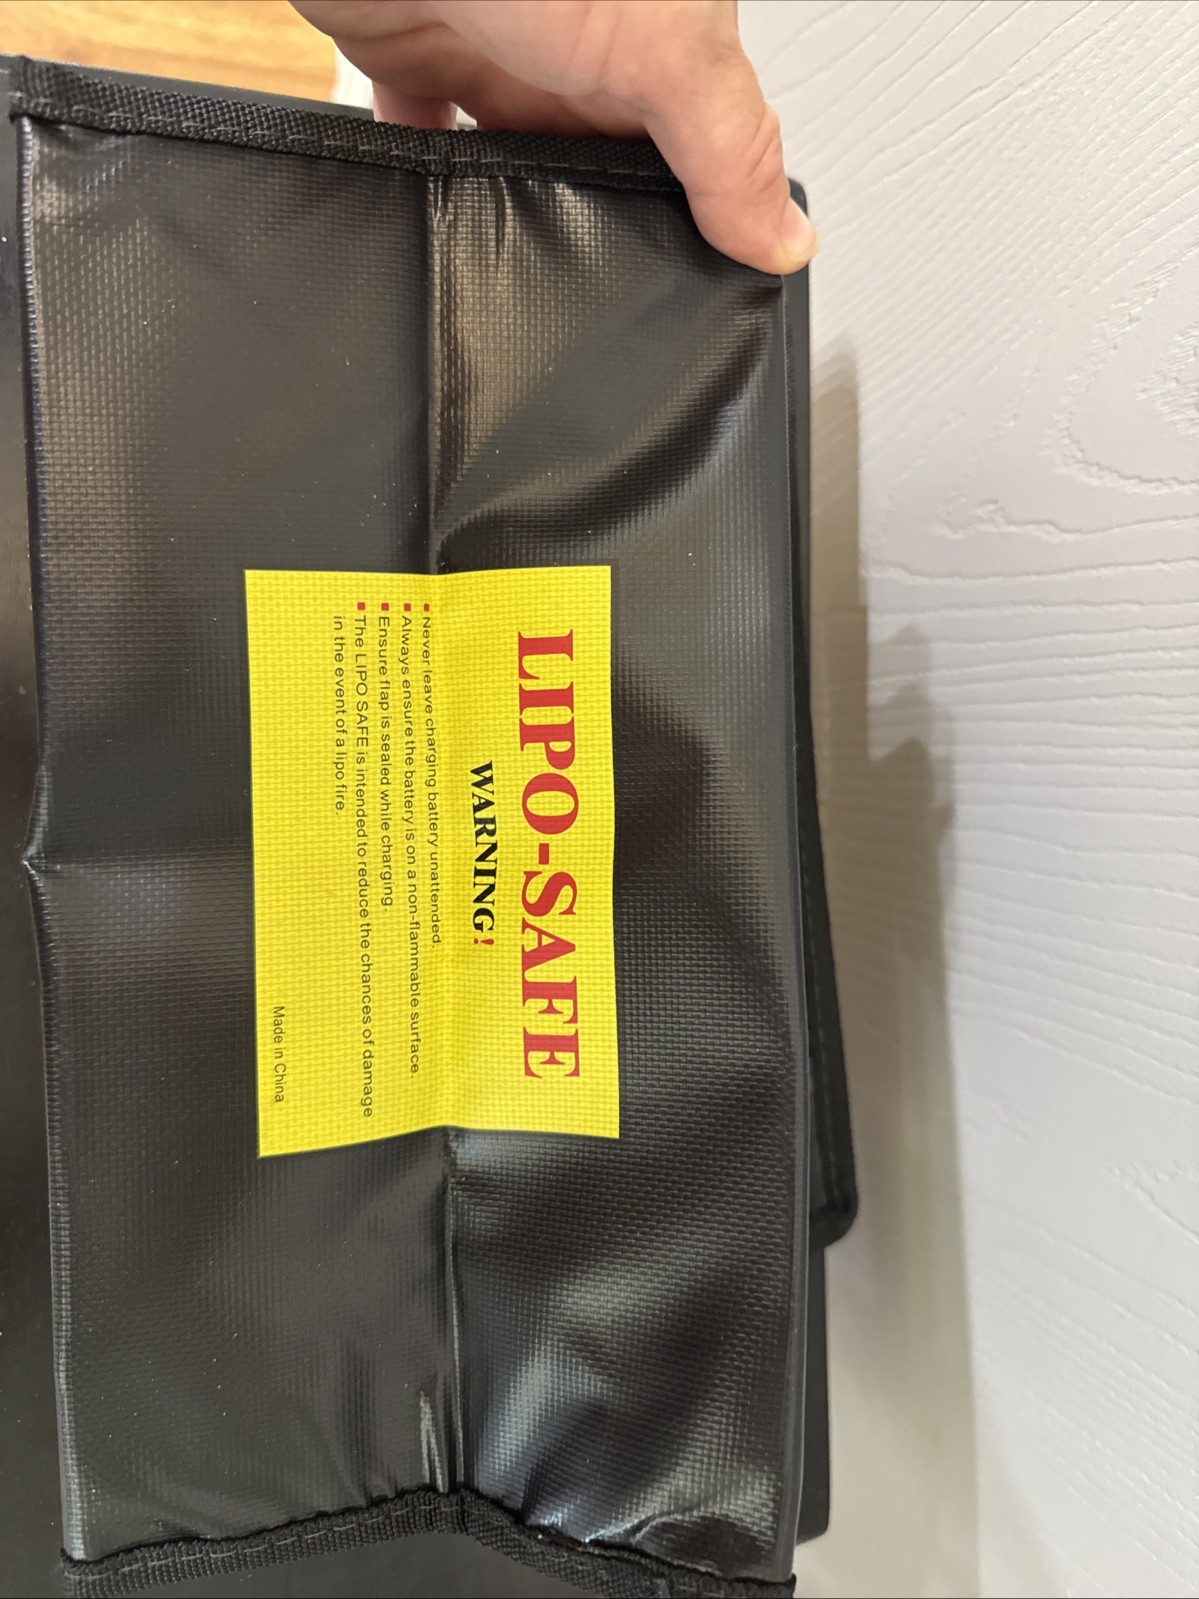 LIPO-SAFE
WARNING!
▪ Never leave charging battery unattended.
▪ Always ensure the battery is on a non-flammable surface.
▪ Ensure flap is sealed while charging.
▪ The LIPO SAFE is intended to reduce the chances of damage
in the event of a lipo fire.
Made in China